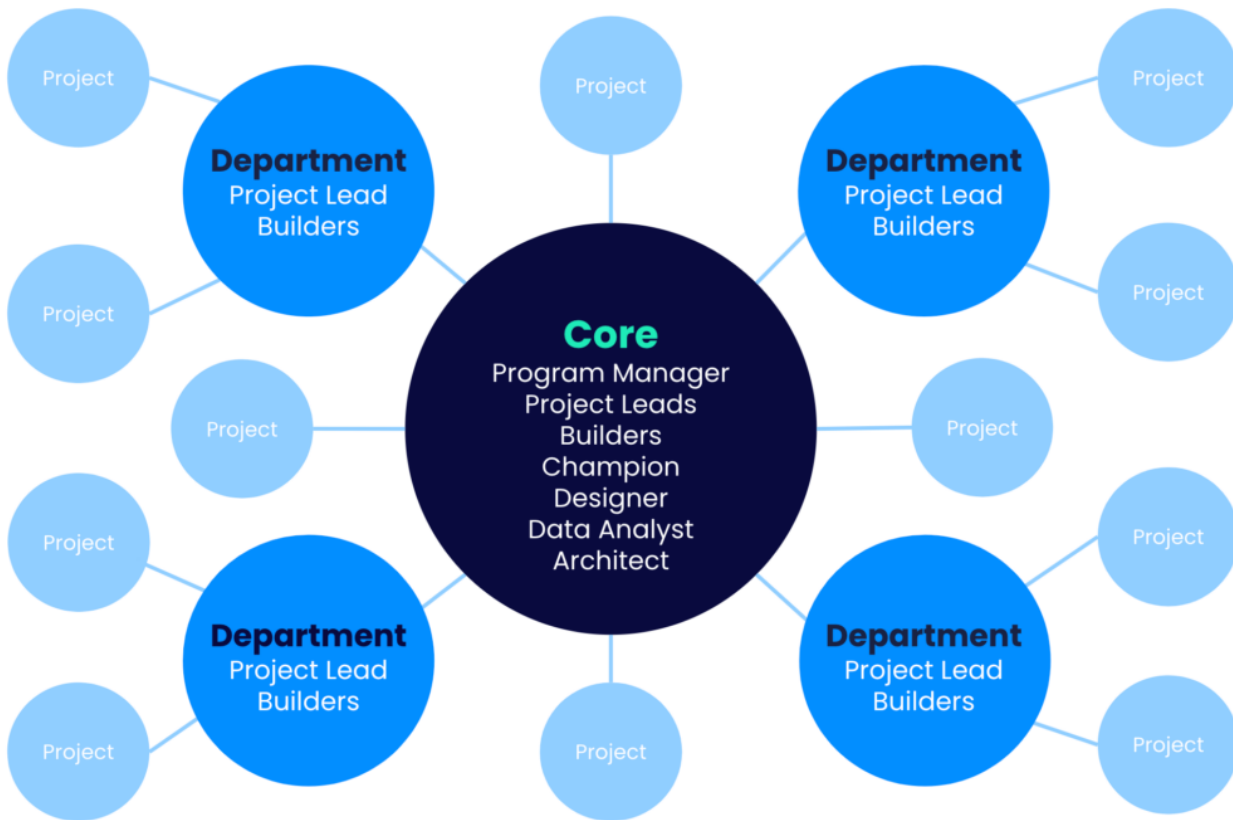 Project
Project
Project
Department
Project Lead
Builders
Department
Project Lead
Builders
Project
Project
Core
Program Manager
Project Leads
Builders
Champion
Designer
Data Analyst
Architect
Project
Project
Project
Project
Department
Project Lead
Builders
Department
Project Lead
Builders
Project
Project
Project